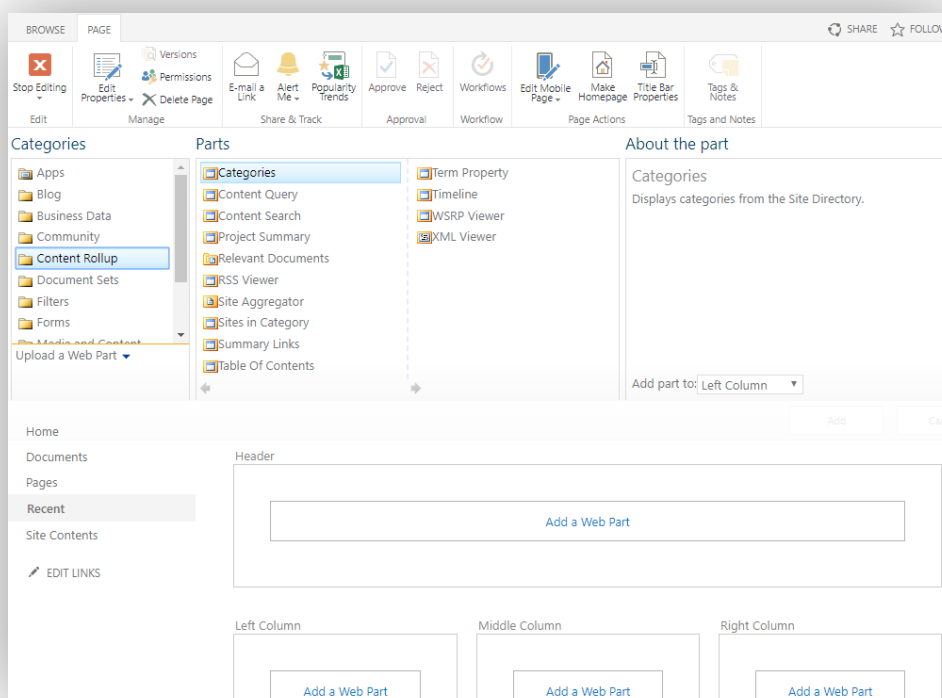 BROWSE PAGE SHARE FOLLOW
Versions
Permissions
Delete Page
Stop Editing
Edit Properties
E-mail a Link
Alert Me
Popularity Trends
Approve
Reject
Workflows
Edit Mobile Page
Make Homepage
Title Bar Properties
Tags & Notes
Edit Manage Share & Track Approval Workflow Page Actions Tags and Notes
Categories
Apps
Blog
Business Data
Community
Content Rollup
Document Sets
Filters
Forms
Media and Content
Upload a Web Part
Parts
Categories
Content Query
Content Search
Project Summary
Relevant Documents
RSS Viewer
Site Aggregator
Sites in Category
Summary Links
Table Of Contents
Term Property
Timeline
WSRP Viewer
XML Viewer
About the part
Categories
Displays categories from the Site Directory.
Add part to: Left Column
Add
Home
Documents
Pages
Recent
Site Contents
EDIT LINKS
Header
Add a Web Part
Left Column Middle Column Right Column
Add a Web Part Add a Web Part Add a Web Part